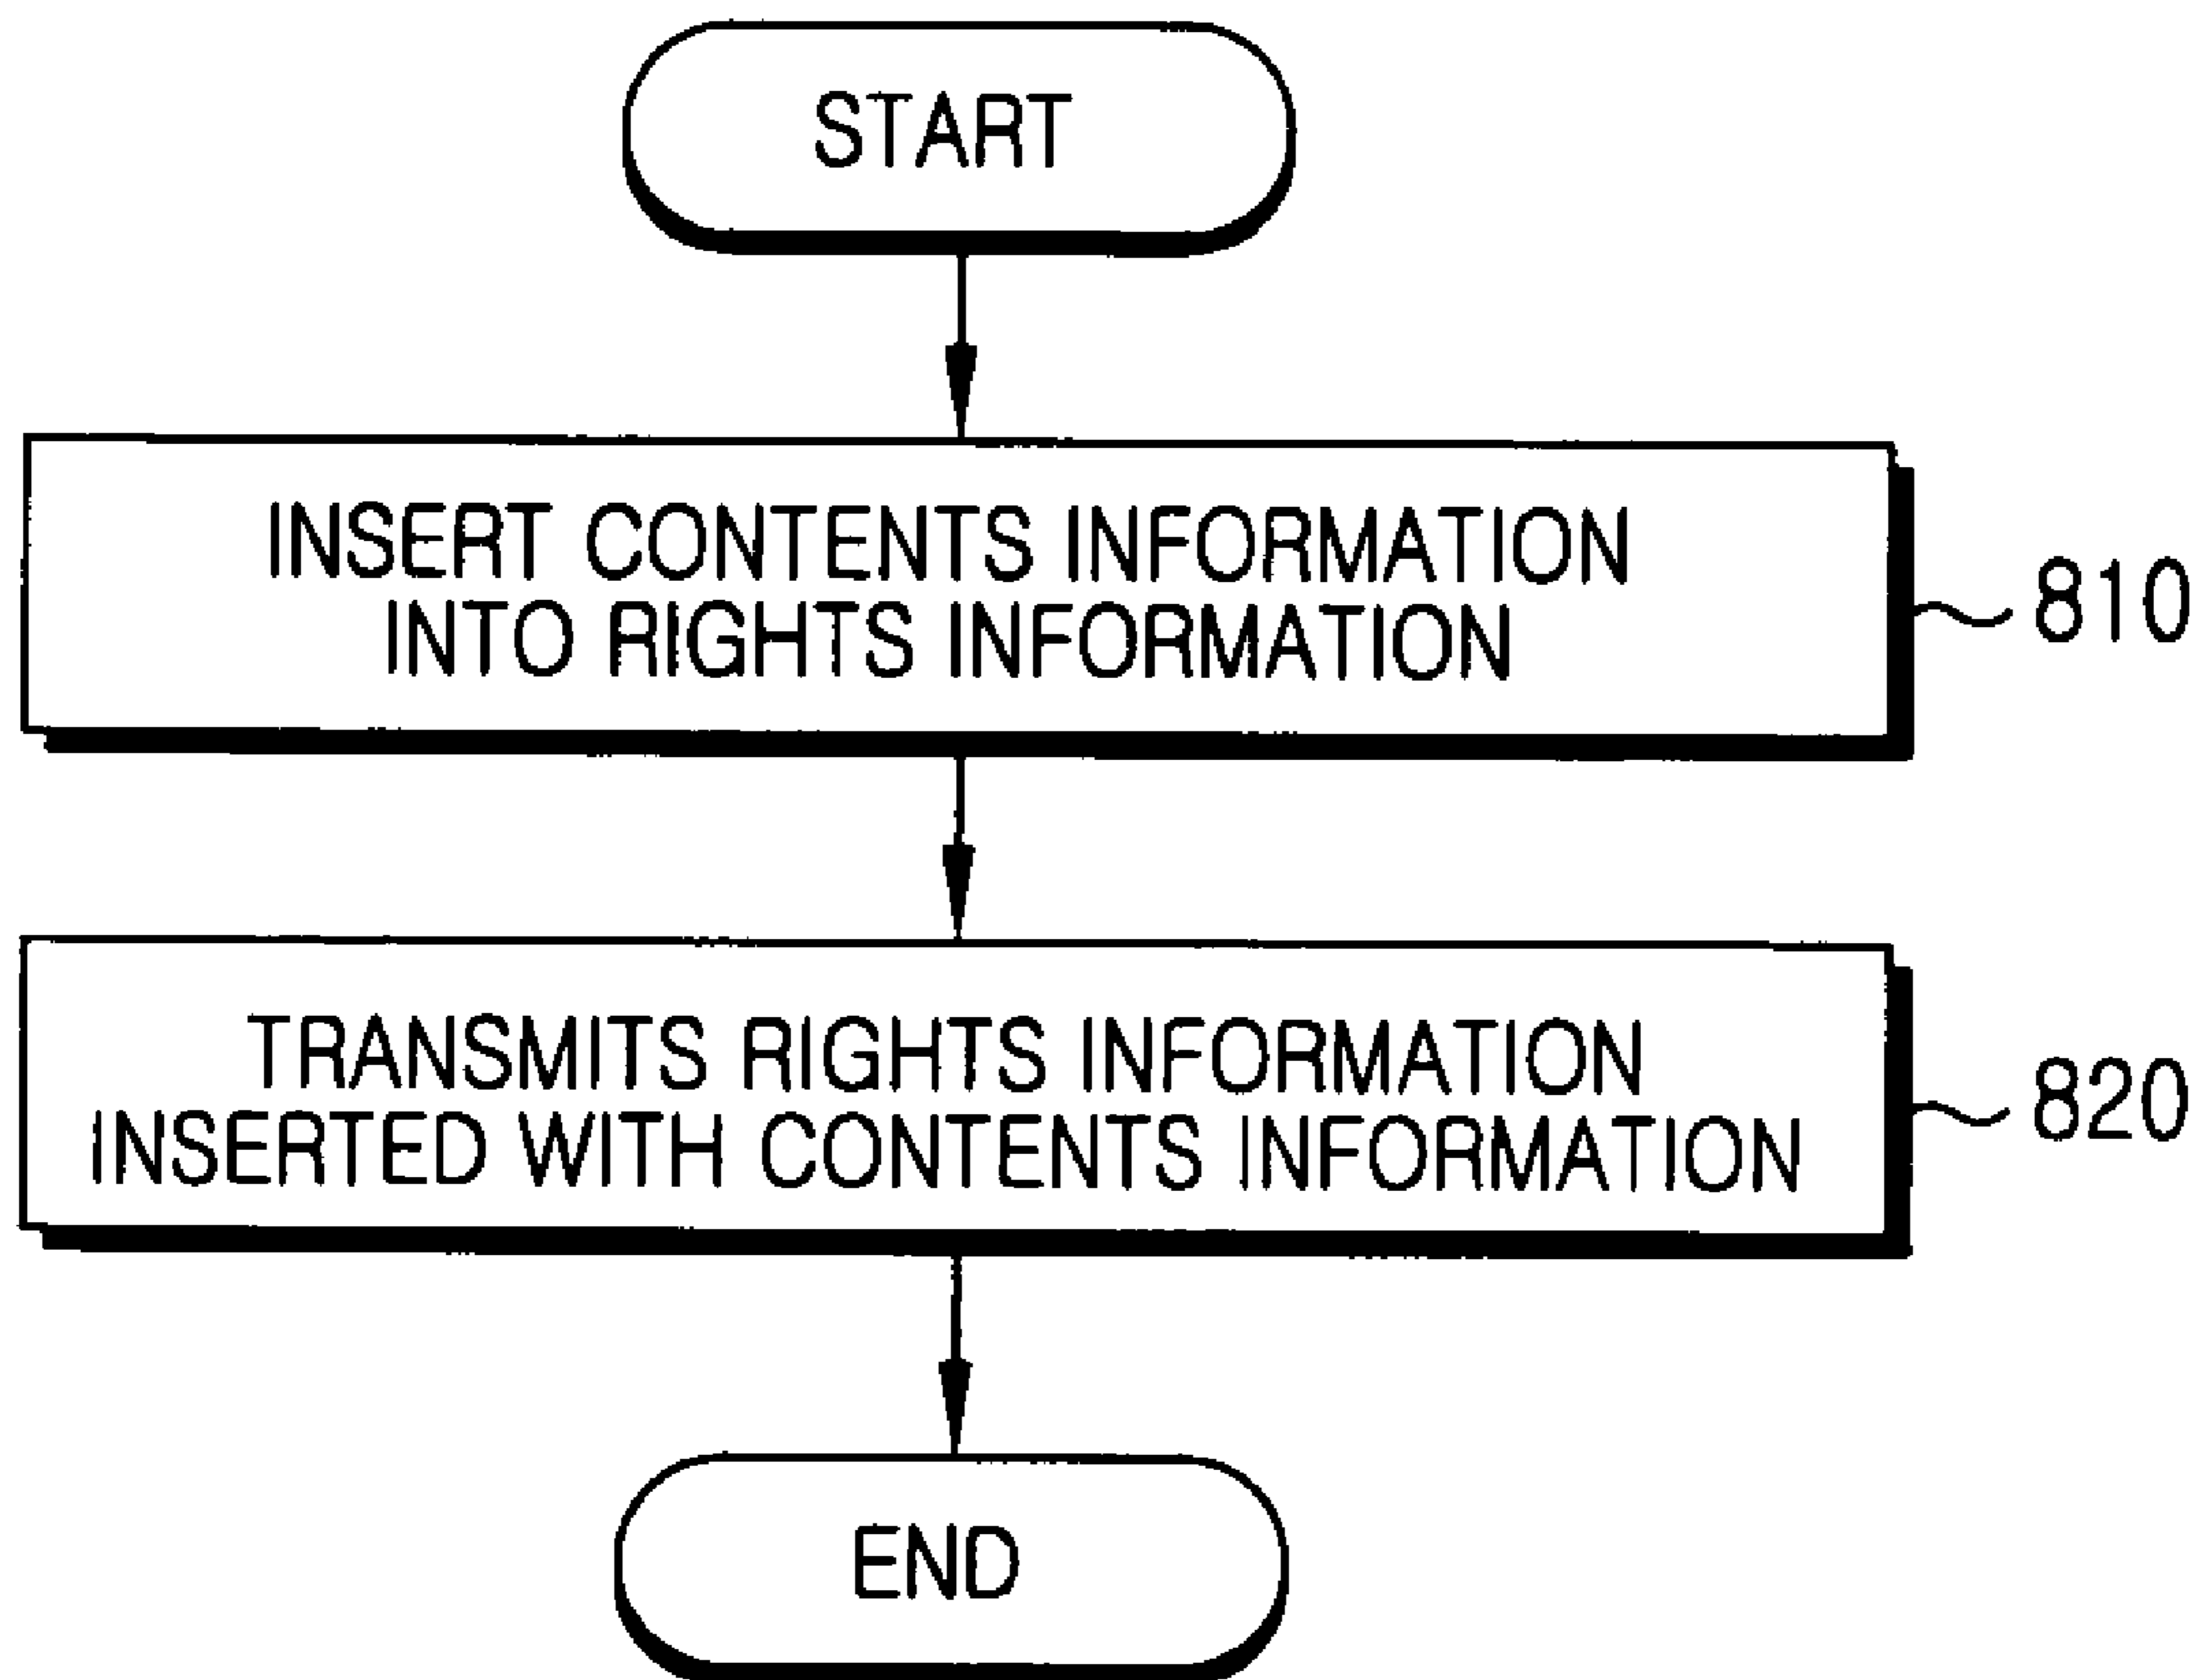 START
INSERT CONTENTS INFORMATION
INTO RIGHTS INFORMATION
810
TRANSMITS RIGHTS INFORMATION
INSERTED WITH CONTENTS INFORMATION
820
END